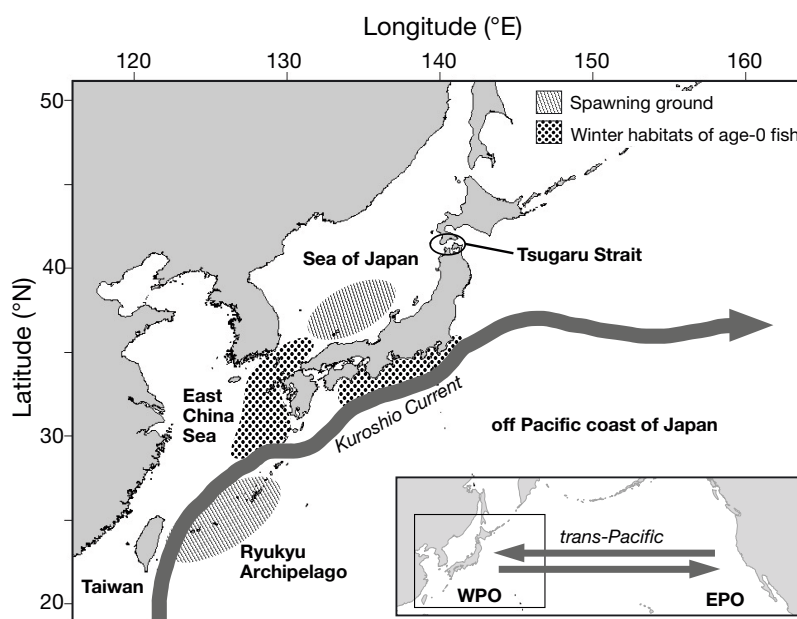 Longitude (°E)
120 130 140 150 160
50
40
30
20
Latitude (°N)
Spawning ground
Winter habitats of age-0 fish
Sea of Japan
Tsugaru Strait
East
China
Sea
Kuroshio Current
off Pacific coast of Japan
Ryukyu
Archipelago
Taiwan
trans-Pacific
WPO
EPO